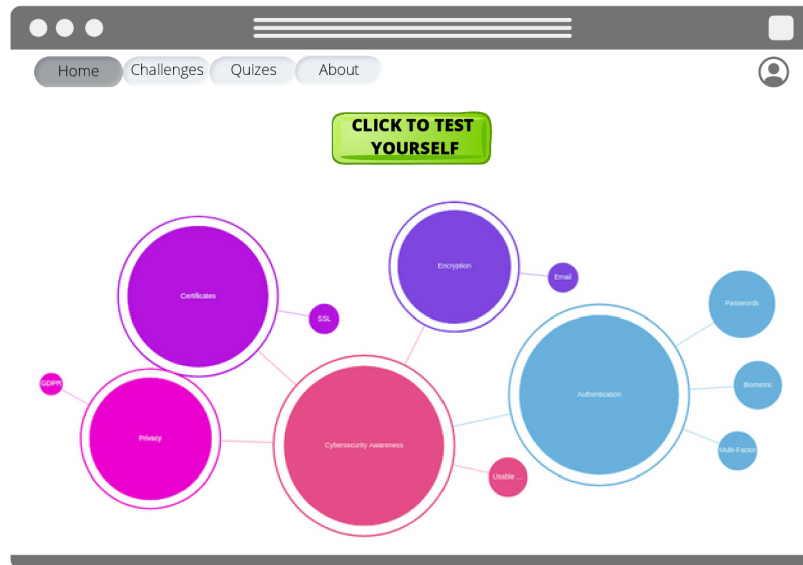 Home
Challenges
Quizes
About
CLICK TO TEST
YOURSELF
Encryption
Email
Certificates
SSL
Passwords
GDPR
Biometric
Authentication
Privacy
Cybersecurity Awareness
Multi-Factor
Usable ...